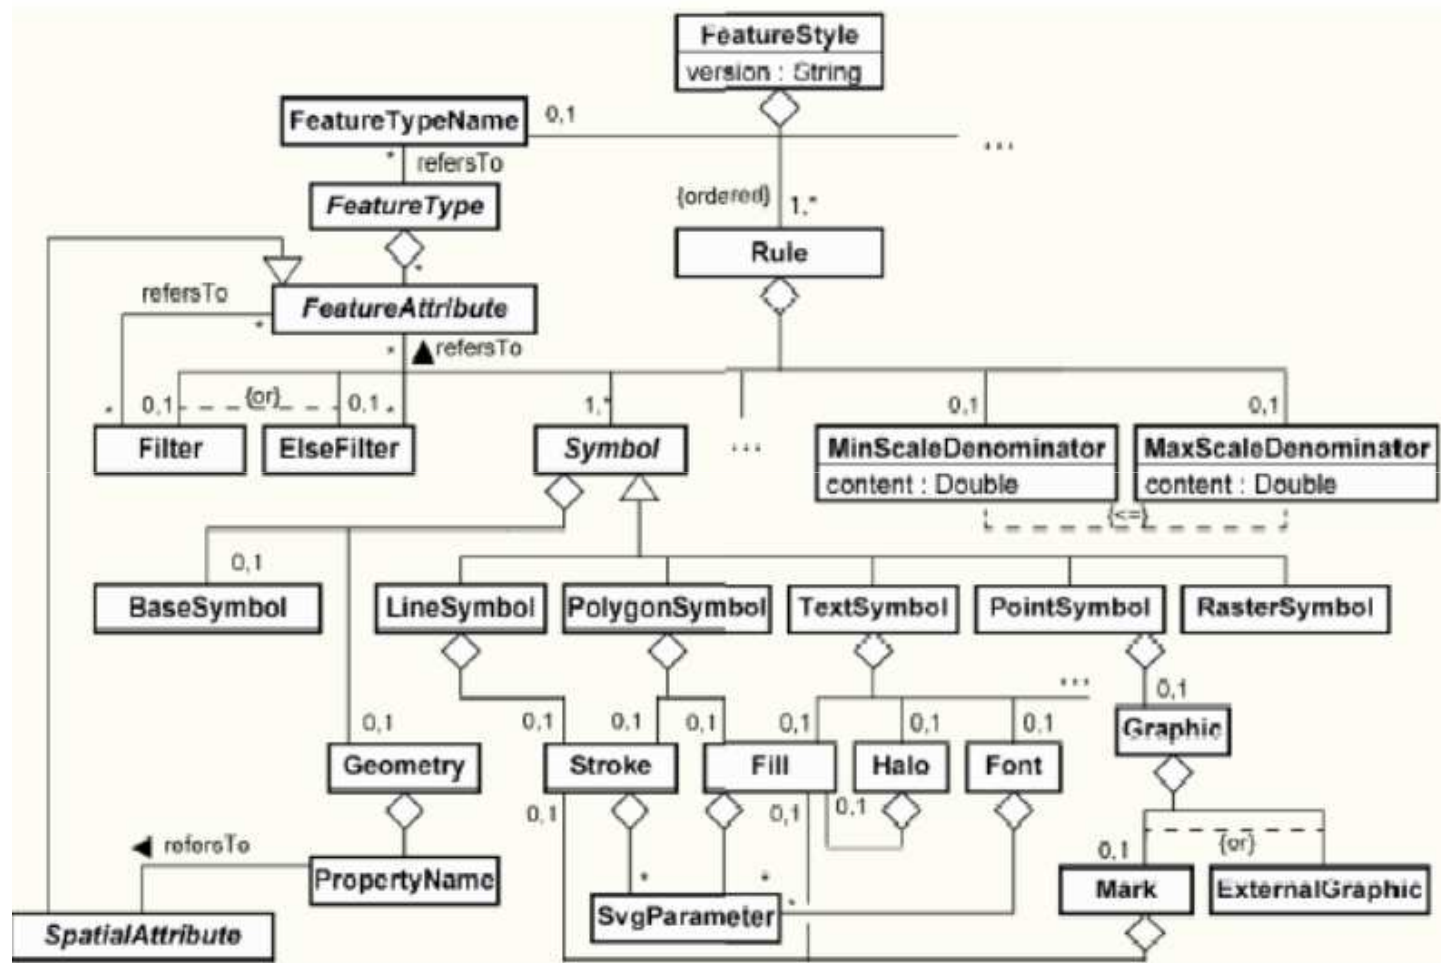 FeatureStyle
version : String
FeatureTypeName
0,1
...
*
refersTo
FeatureType
{ordered}
1,*
Rule
*
refersTo
FeatureAttribute
*
*
refersTo
*
0,1
{or}
0,1
*
1,*
...
0,1
0,1
Filter
ElseFilter
Symbol
MinScaleDenominator
content : Double
MaxScaleDenominator
content : Double
{<=}
0,1
BaseSymbol
LineSymbol
PolygonSymbol
TextSymbol
PointSymbol
RasterSymbol
...
0,1
0,1
0,1
0,1
0,1
0,1
0,1
0,1
Geometry
Stroke
Fill
Halo
Font
Graphic
0,1
0,1
0,1
refersTo
PropertyName
*
*
*
SvgParameter
0,1
{or}
Mark
ExternalGraphic
SpatialAttribute